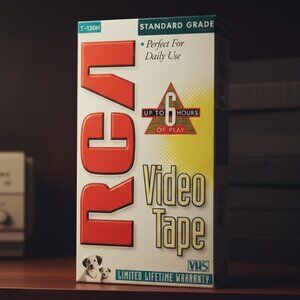 T-120H
STANDARD GRADE
• Perfect For
Daily Use
RCA
UP TO 6 HOURS
OF PLAY
Video
Tape
VHS
LIMITED LIFETIME WARRANTY